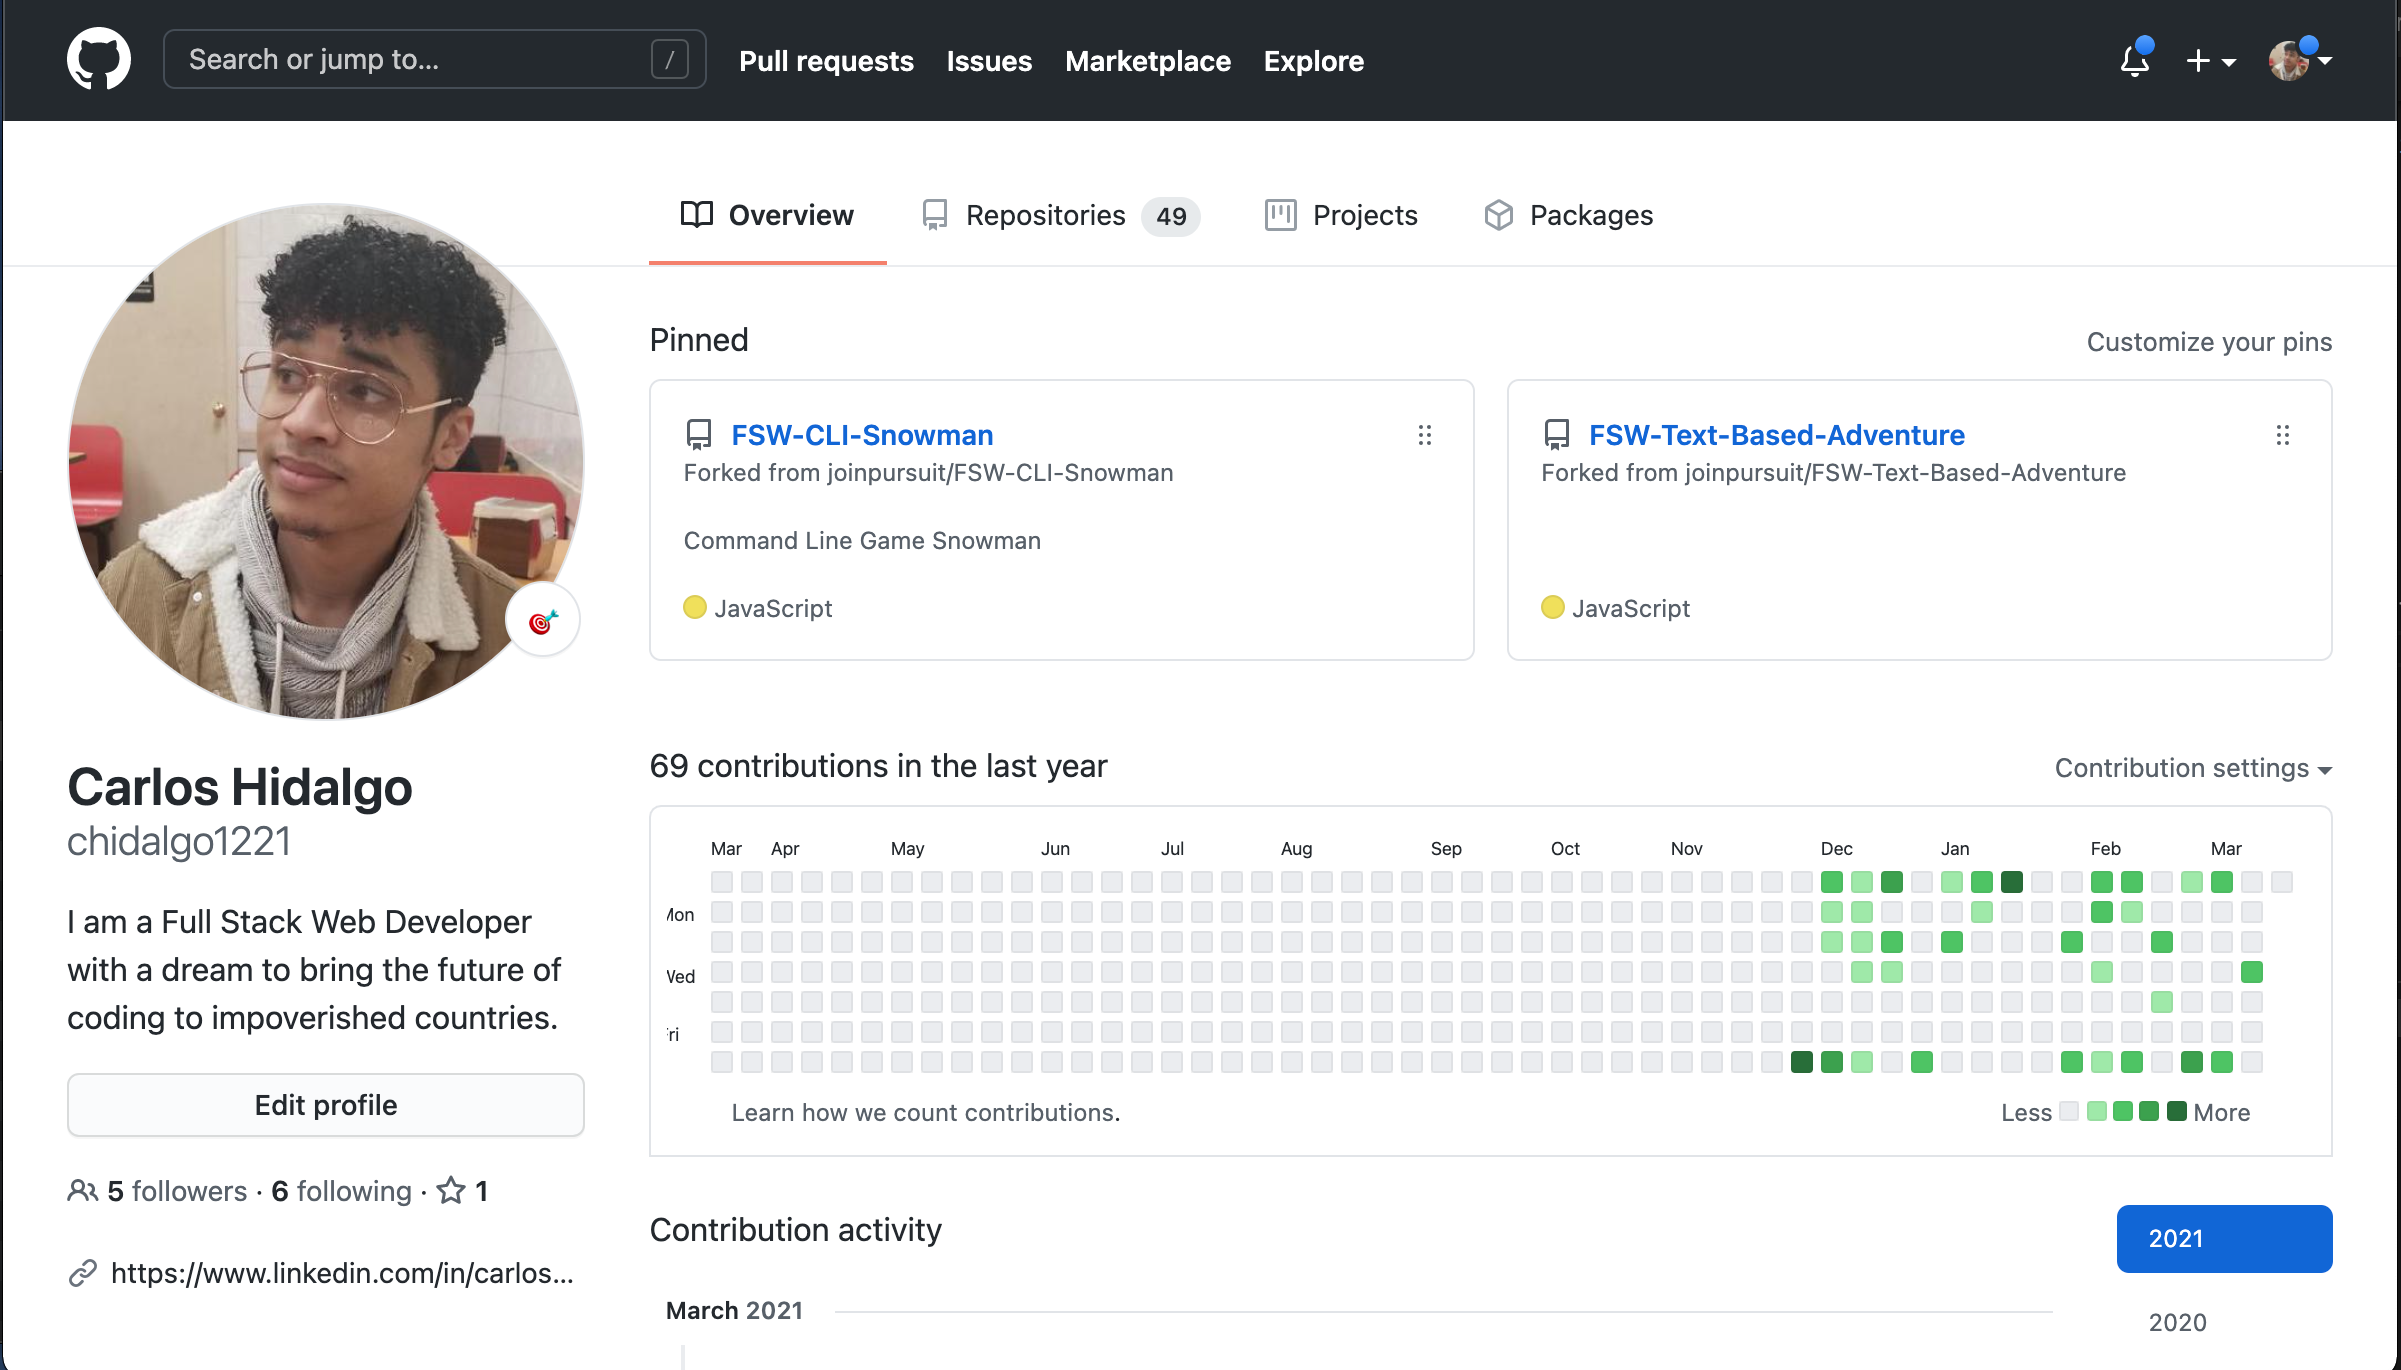 Search or jump to... /
Pull requests Issues Marketplace Explore
Overview
Repositories 49
Projects
Packages
Carlos Hidalgo
chidalgo1221
I am a Full Stack Web Developer
with a dream to bring the future of
coding to impoverished countries.
Edit profile
5 followers · 6 following · 1
https://www.linkedin.com/in/carlos...
Pinned
Customize your pins
FSW-CLI-Snowman
Forked from joinpursuit/FSW-CLI-Snowman
Command Line Game Snowman
JavaScript
FSW-Text-Based-Adventure
Forked from joinpursuit/FSW-Text-Based-Adventure
JavaScript
69 contributions in the last year
Contribution settings
Mar Apr May Jun Jul Aug Sep Oct Nov Dec Jan Feb Mar
Mon
Wed
Fri
Learn how we count contributions.
Less More
Contribution activity
2021
2020
March 2021